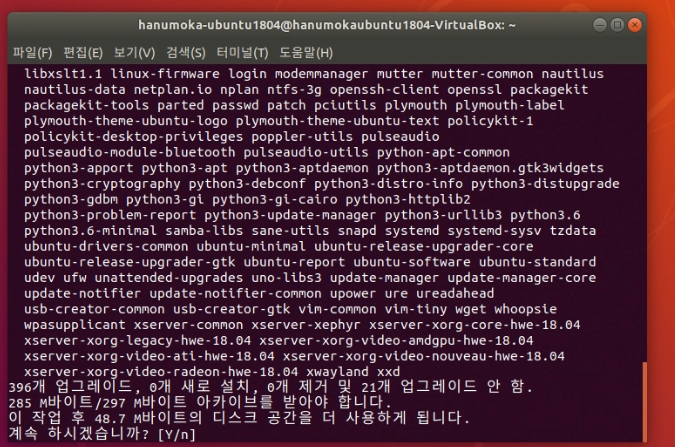 hanumoka-ubuntu1804@hanumokaubuntu1804-VirtualBox: ~
파일(F) 편집(E) 보기(V) 검색(S) 터미널(T) 도움말(H)
libxslt1.1 linux-firmware login modemmanager mutter mutter-common nautilus
nautilus-data netplan.io nplan ntfs-3g openssh-client openssl packagekit
packagekit-tools parted passwd patch pciutils plymouth plymouth-label
plymouth-theme-ubuntu-logo plymouth-theme-ubuntu-text policykit-1
policykit-desktop-privileges poppler-utils pulseaudio
pulseaudio-module-bluetooth pulseaudio-utils python-apt-common
python3-apport python3-apt python3-aptdaemon python3-aptdaemon.gtk3widgets
python3-cryptography python3-debconf python3-distro-info python3-distupgrade
python3-gdbm python3-gi python3-gi-cairo python3-httplib2
python3-problem-report python3-update-manager python3-urllib3 python3.6
python3.6-minimal samba-libs sane-utils snapd systemd systemd-sysv tzdata
ubuntu-drivers-common ubuntu-minimal ubuntu-release-upgrader-core
ubuntu-release-upgrader-gtk ubuntu-report ubuntu-software ubuntu-standard
udev ufw unattended-upgrades uno-libs3 update-manager update-manager-core
update-notifier update-notifier-common upower ure ureadahead
usb-creator-common usb-creator-gtk vim-common vim-tiny wget whoopsie
wpasupplicant xserver-common xserver-xephyr xserver-xorg-core-hwe-18.04
xserver-xorg-legacy-hwe-18.04 xserver-xorg-video-amdgpu-hwe-18.04
xserver-xorg-video-ati-hwe-18.04 xserver-xorg-video-nouveau-hwe-18.04
xserver-xorg-video-radeon-hwe-18.04 xwayland xxd
396개 업그레이드, 0개 새로 설치, 0개 제거 및 21개 업그레이드 안 함.
285 M바이트/297 M바이트 아카이브를 받아야 합니다.
이 작업 후 48.7 M바이트의 디스크 공간을 더 사용하게 됩니다.
계속 하시겠습니까? [Y/n]